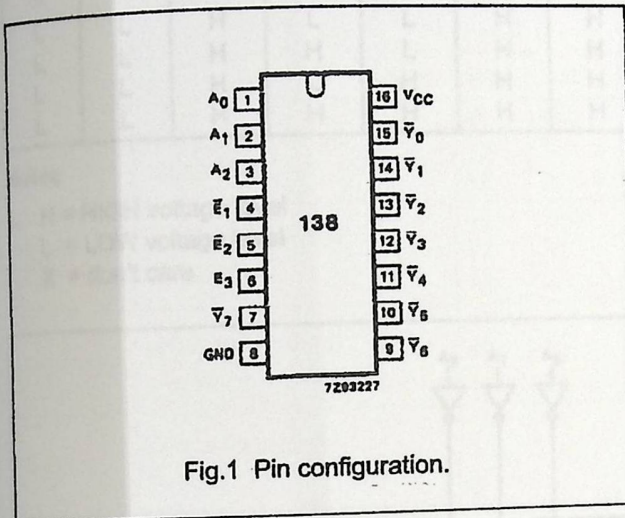 A0 1
A1 2
A2 3
Ē1 4
Ē2 5
E3 6
Ȳ7 7
GND 8
138
16 VCC
15 Ȳ0
14 Ȳ1
13 Ȳ2
12 Ȳ3
11 Ȳ4
10 Ȳ5
9 Ȳ6
7Z93227
Fig.1 Pin configuration.